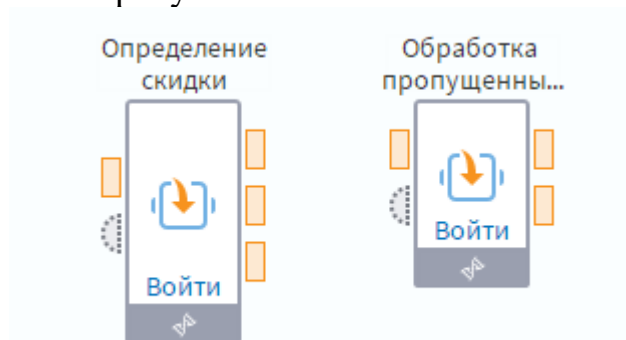 Определение
скидки
Обработка
пропущенны...
Войти
Войти